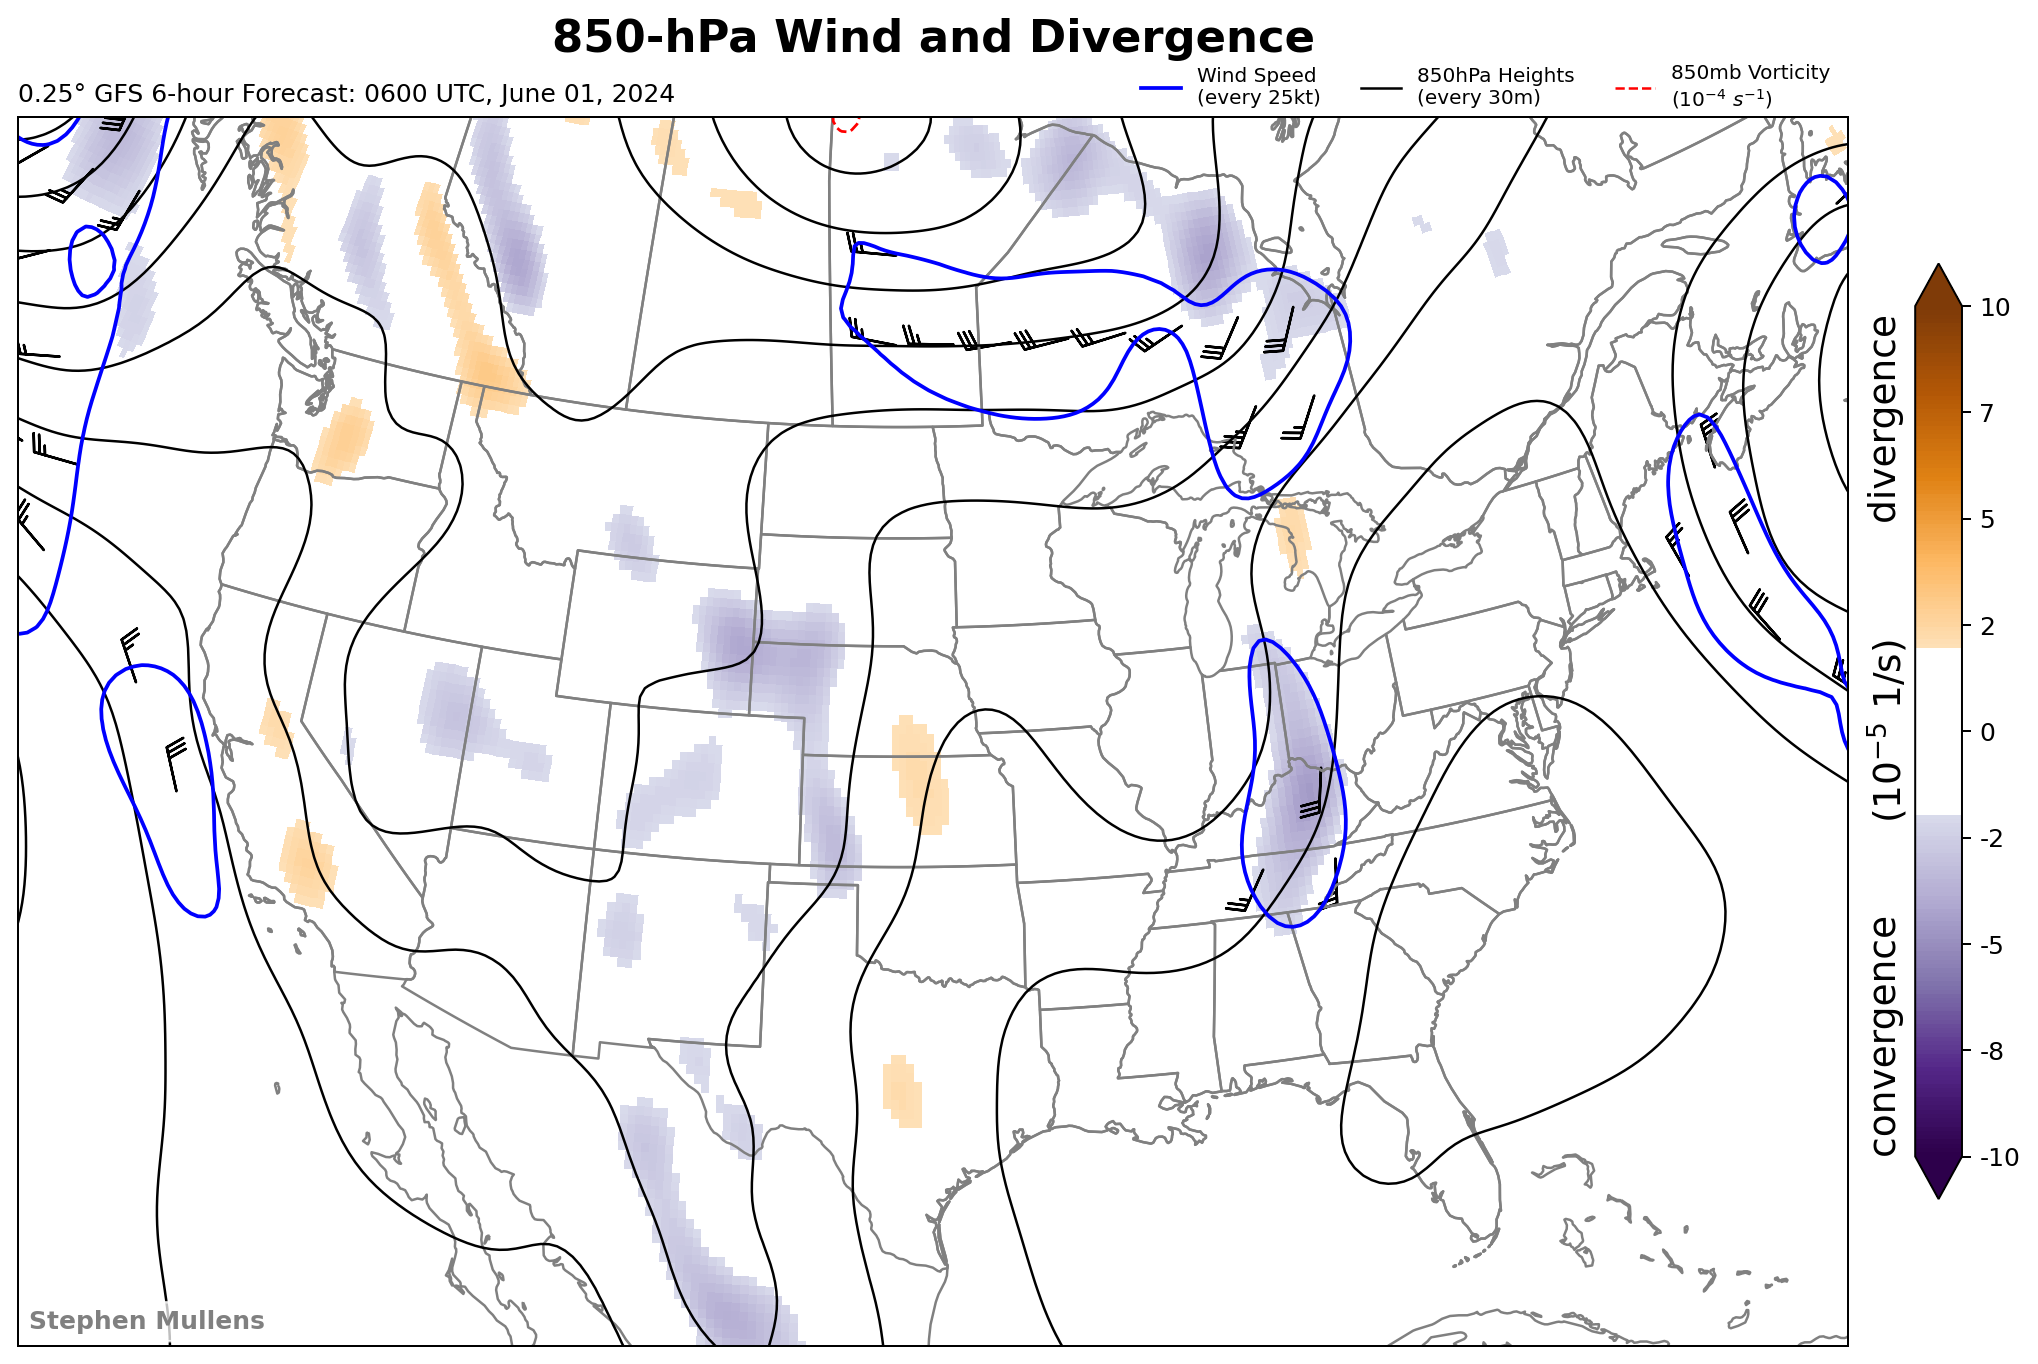 850-hPa Wind and Divergence
0.25° GFS 6-hour Forecast: 0600 UTC, June 01, 2024
Wind Speed
(every 25kt)
850hPa Heights
(every 30m)
850mb Vorticity
(10⁻⁴ s⁻¹)
10
7
5
2
0
-2
-5
-8
-10
convergence (10⁻⁵ 1/s) divergence
Stephen Mullens